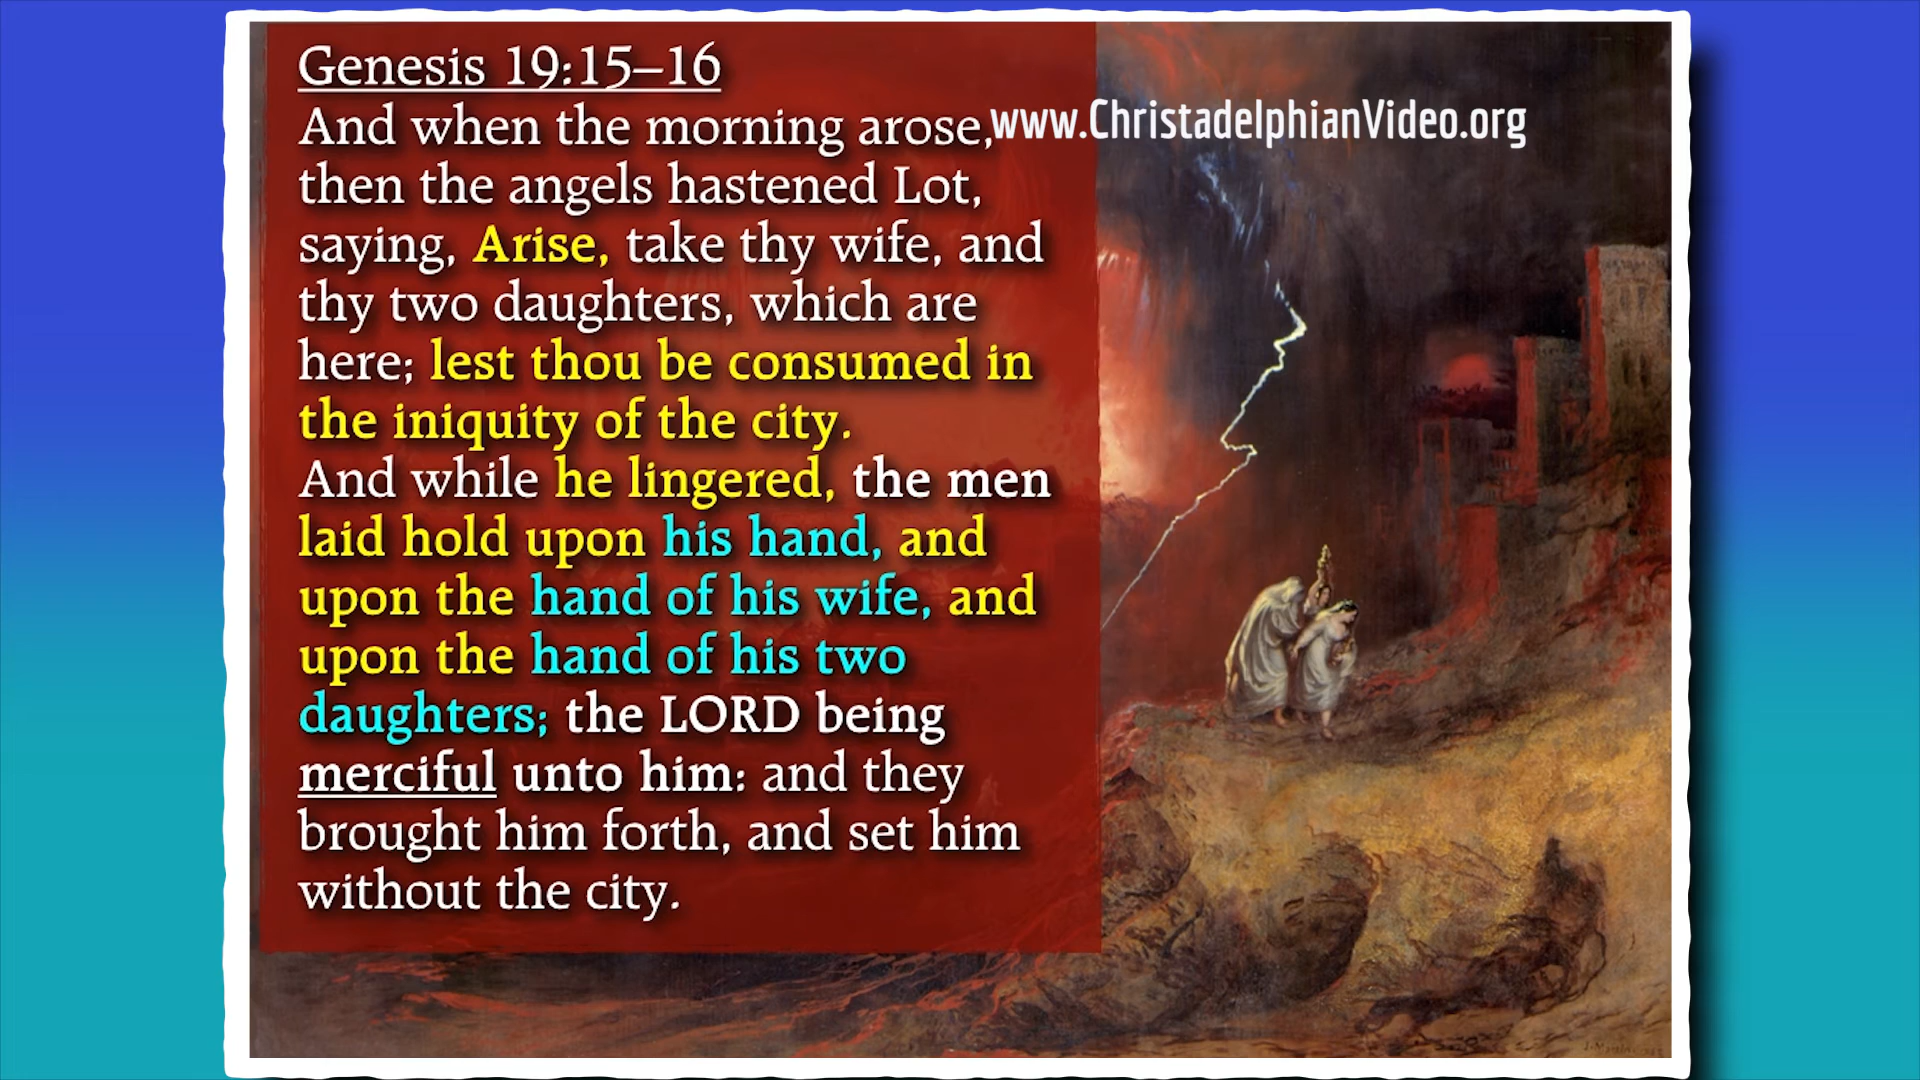 Genesis 19:15–16
And when the morning arose,
www.ChristadelphianVideo.org
then the angels hastened Lot,
saying, Arise, take thy wife, and
thy two daughters, which are
here; lest thou be consumed in
the iniquity of the city.
And while he lingered, the men
laid hold upon his hand, and
upon the hand of his wife, and
upon the hand of his two
daughters; the LORD being
merciful unto him: and they
brought him forth, and set him
without the city.